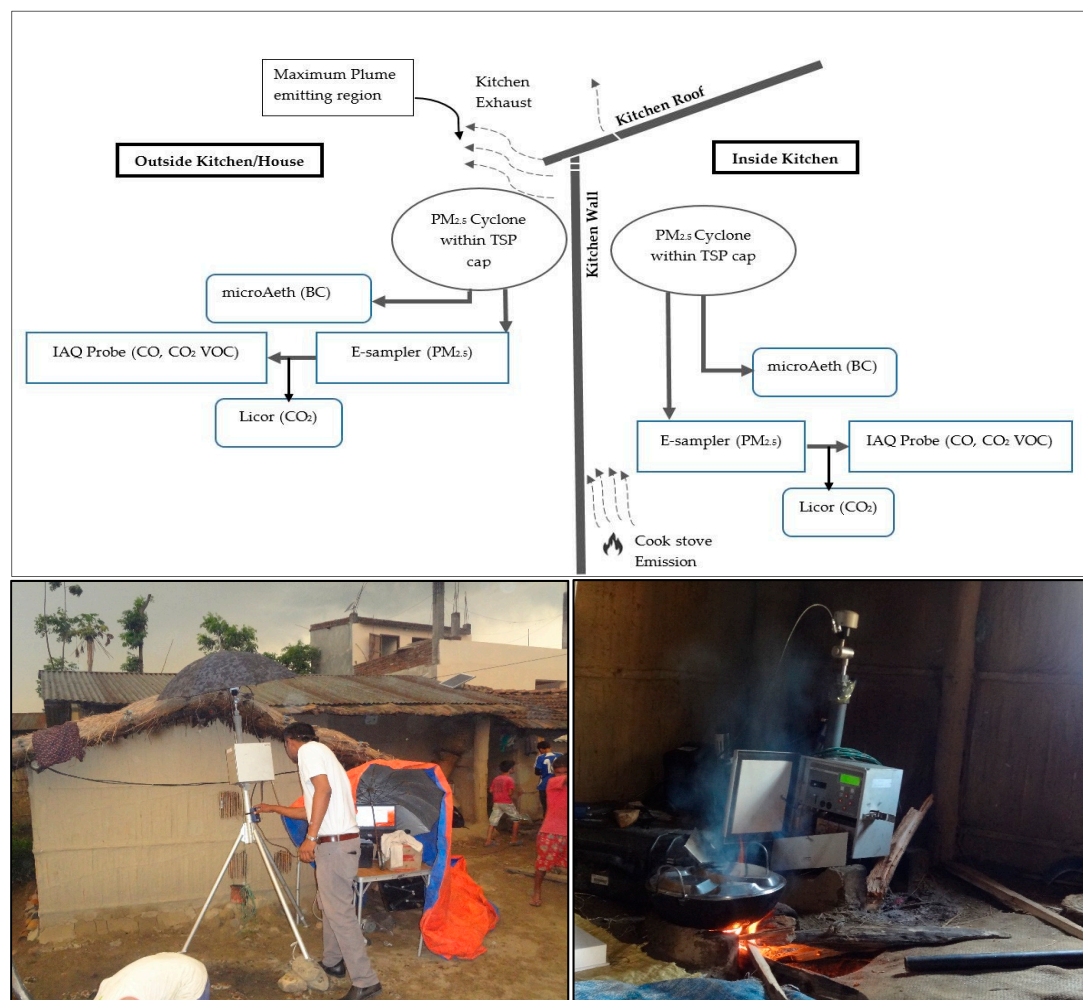 Maximum Plume
emitting region
Kitchen
Exhaust
Kitchen Roof
Outside Kitchen/House
Inside Kitchen
Kitchen Wall
PM2.5 Cyclone
within TSP
cap
PM2.5 Cyclone
within TSP cap
microAeth (BC)
IAQ Probe (CO, CO2 VOC)
E-sampler (PM2.5)
Licor (CO2)
microAeth (BC)
E-sampler (PM2.5)
IAQ Probe (CO, CO2 VOC)
Licor (CO2)
Cook stove
Emission